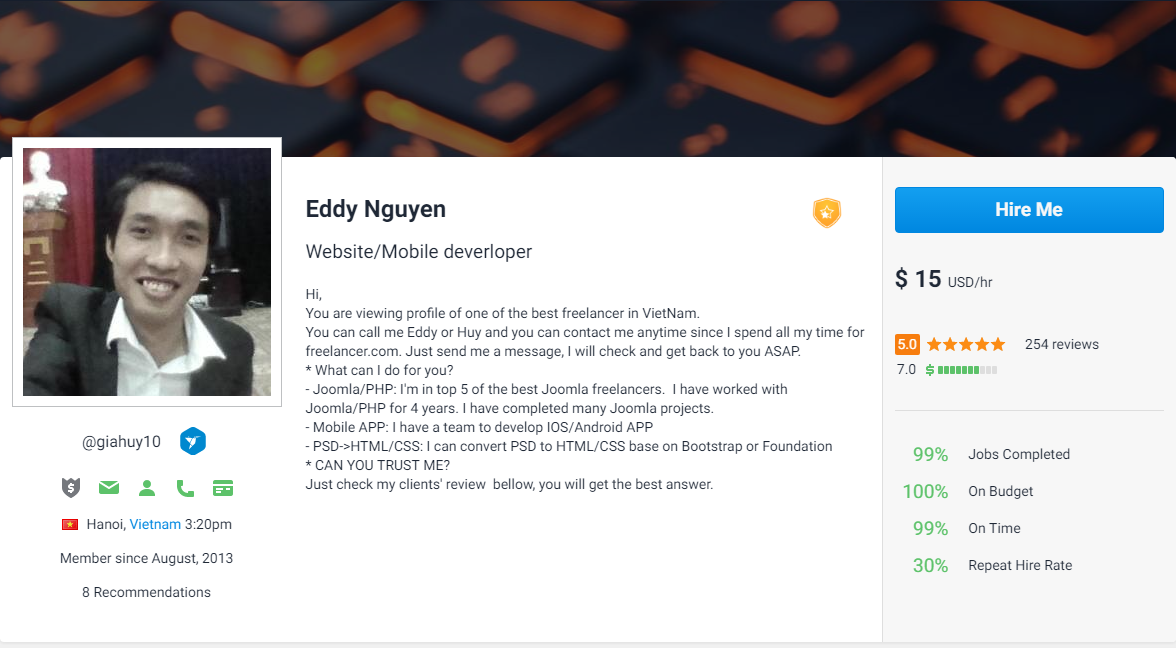 Eddy Nguyen
Website/Mobile deverloper
Hi,
You are viewing profile of one of the best freelancer in VietNam.
You can call me Eddy or Huy and you can contact me anytime since I spend all my time for
freelancer.com. Just send me a message, I will check and get back to you ASAP.
* What can I do for you?
- Joomla/PHP: I'm in top 5 of the best Joomla freelancers.  I have worked with
Joomla/PHP for 4 years. I have completed many Joomla projects.
- Mobile APP: I have a team to develop IOS/Android APP
- PSD->HTML/CSS: I can convert PSD to HTML/CSS base on Bootstrap or Foundation
* CAN YOU TRUST ME?
Just check my clients' review  bellow, you will get the best answer.
@giahuy10
$
Hanoi, Vietnam 3:20pm
Member since August, 2013
8 Recommendations
Hire Me
$ 15 USD/hr
5.0 254 reviews
7.0 $
99% Jobs Completed
100% On Budget
99% On Time
30% Repeat Hire Rate